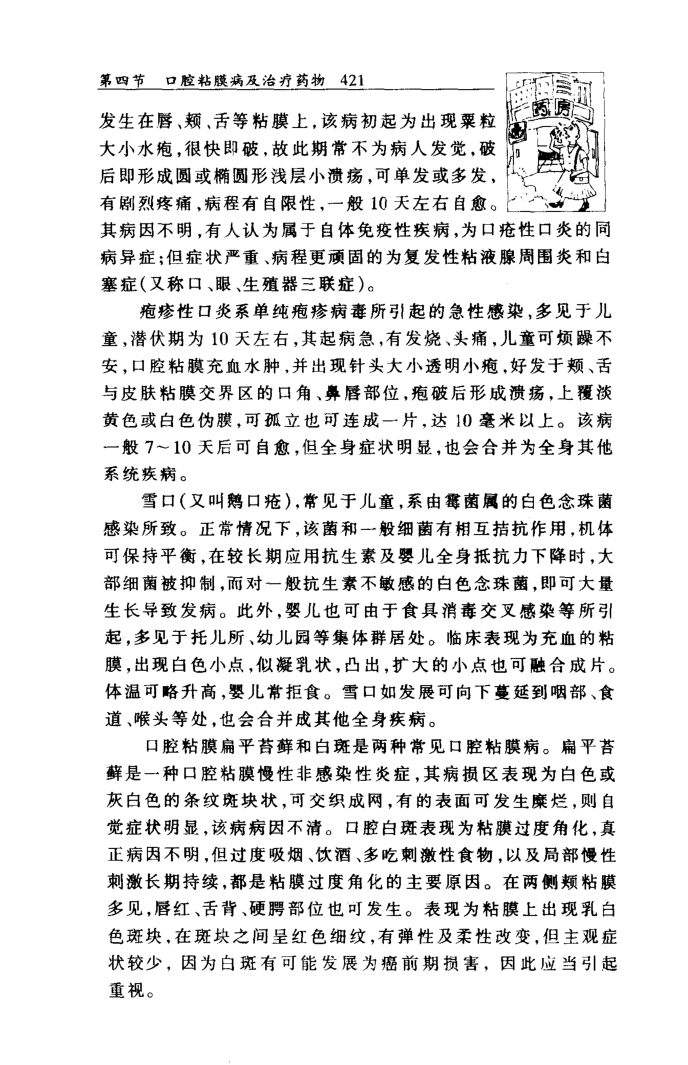 第四节 口腔粘膜病及治疗药物 421
药房
发生在唇、颊、舌等粘膜上,该病初起为出现粟粒
大小水疱,很快即破,故此期常不为病人发觉,破
后即形成圆或椭圆形浅层小溃疡,可单发或多发,
有剧烈疼痛,病程有自限性,一般 10 天左右自愈。
其病因不明,有人认为属于自体免疫性疾病,为口疮性口炎的同
病异症;但症状严重、病程更顽固的为复发性粘液腺周围炎和白
塞症(又称口、眼、生殖器三联症)。
疱疹性口炎系单纯疱疹病毒所引起的急性感染,多见于儿
童,潜伏期为 10 天左右,其起病急,有发烧、头痛,儿童可烦躁不
安,口腔粘膜充血水肿,并出现针头大小透明小疱,好发于颊、舌
与皮肤粘膜交界区的口角、鼻唇部位,疱破后形成溃疡,上覆淡
黄色或白色伪膜,可孤立也可连成一片,达 10 毫米以上。该病
一般 7~10 天后可自愈,但全身症状明显,也会合并为全身其他
系统疾病。
雪口(又叫鹅口疮),常见于儿童,系由霉菌属的白色念珠菌
感染所致。正常情况下,该菌和一般细菌有相互拮抗作用,机体
可保持平衡,在较长期应用抗生素及婴儿全身抵抗力下降时,大
部细菌被抑制,而对一般抗生素不敏感的白色念珠菌,即可大量
生长导致发病。此外,婴儿也可由于食具消毒交叉感染等所引
起,多见于托儿所、幼儿园等集体群居处。临床表现为充血的粘
膜,出现白色小点,似凝乳状,凸出,扩大的小点也可融合成片。
体温可略升高,婴儿常拒食。雪口如发展可向下蔓延到咽部、食
道、喉头等处,也会合并成其他全身疾病。
口腔粘膜扁平苔藓和白斑是两种常见口腔粘膜病。扁平苔
藓是一种口腔粘膜慢性非感染性炎症,其病损区表现为白色或
灰白色的条纹斑块状,可交织成网,有的表面可发生糜烂,则自
觉症状明显,该病病因不清。口腔白斑表现为粘膜过度角化,真
正病因不明,但过度吸烟、饮酒、多吃刺激性食物,以及局部慢性
刺激长期持续,都是粘膜过度角化的主要原因。在两侧颊粘膜
多见,唇红、舌背、硬腭部位也可发生。表现为粘膜上出现乳白
色斑块,在斑块之间呈红色细纹,有弹性及柔性改变,但主观症
状较少,因为白斑有可能发展为癌前期损害,因此应当引起
重视。